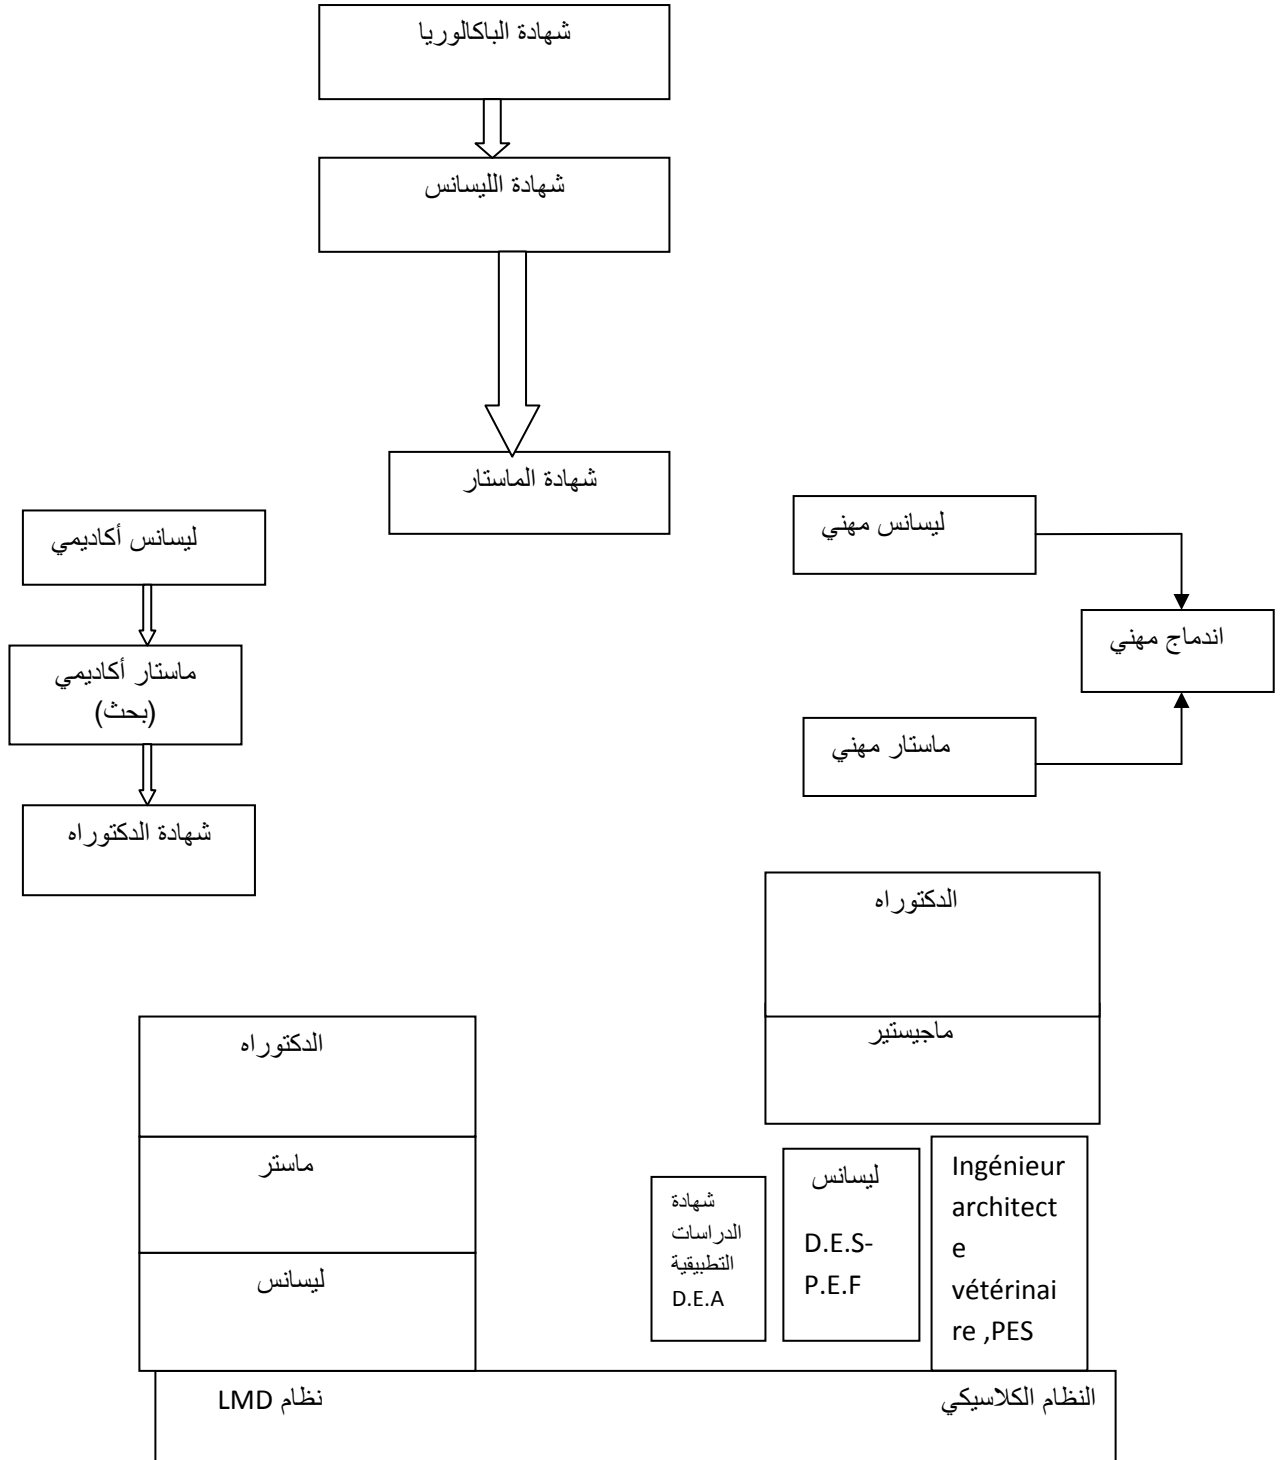 شهادة الباكالوريا
شهادة الليسانس
شهادة الماستار
ليسانس مهني
ليسانس أكاديمي
اندماج مهني
ماستار أكاديمي
(بحث)
ماستار مهني
شهادة الدكتوراه
الدكتوراه
ماجيستير
الدكتوراه
ماستر
ليسانس
Ingénieur
architect
e
vétérinai
re ,PES
ليسانس
D.E.S-
P.E.F
شهادة
الدراسات
التطبيقية
D.E.A
النظام الكلاسيكي
نظام LMD